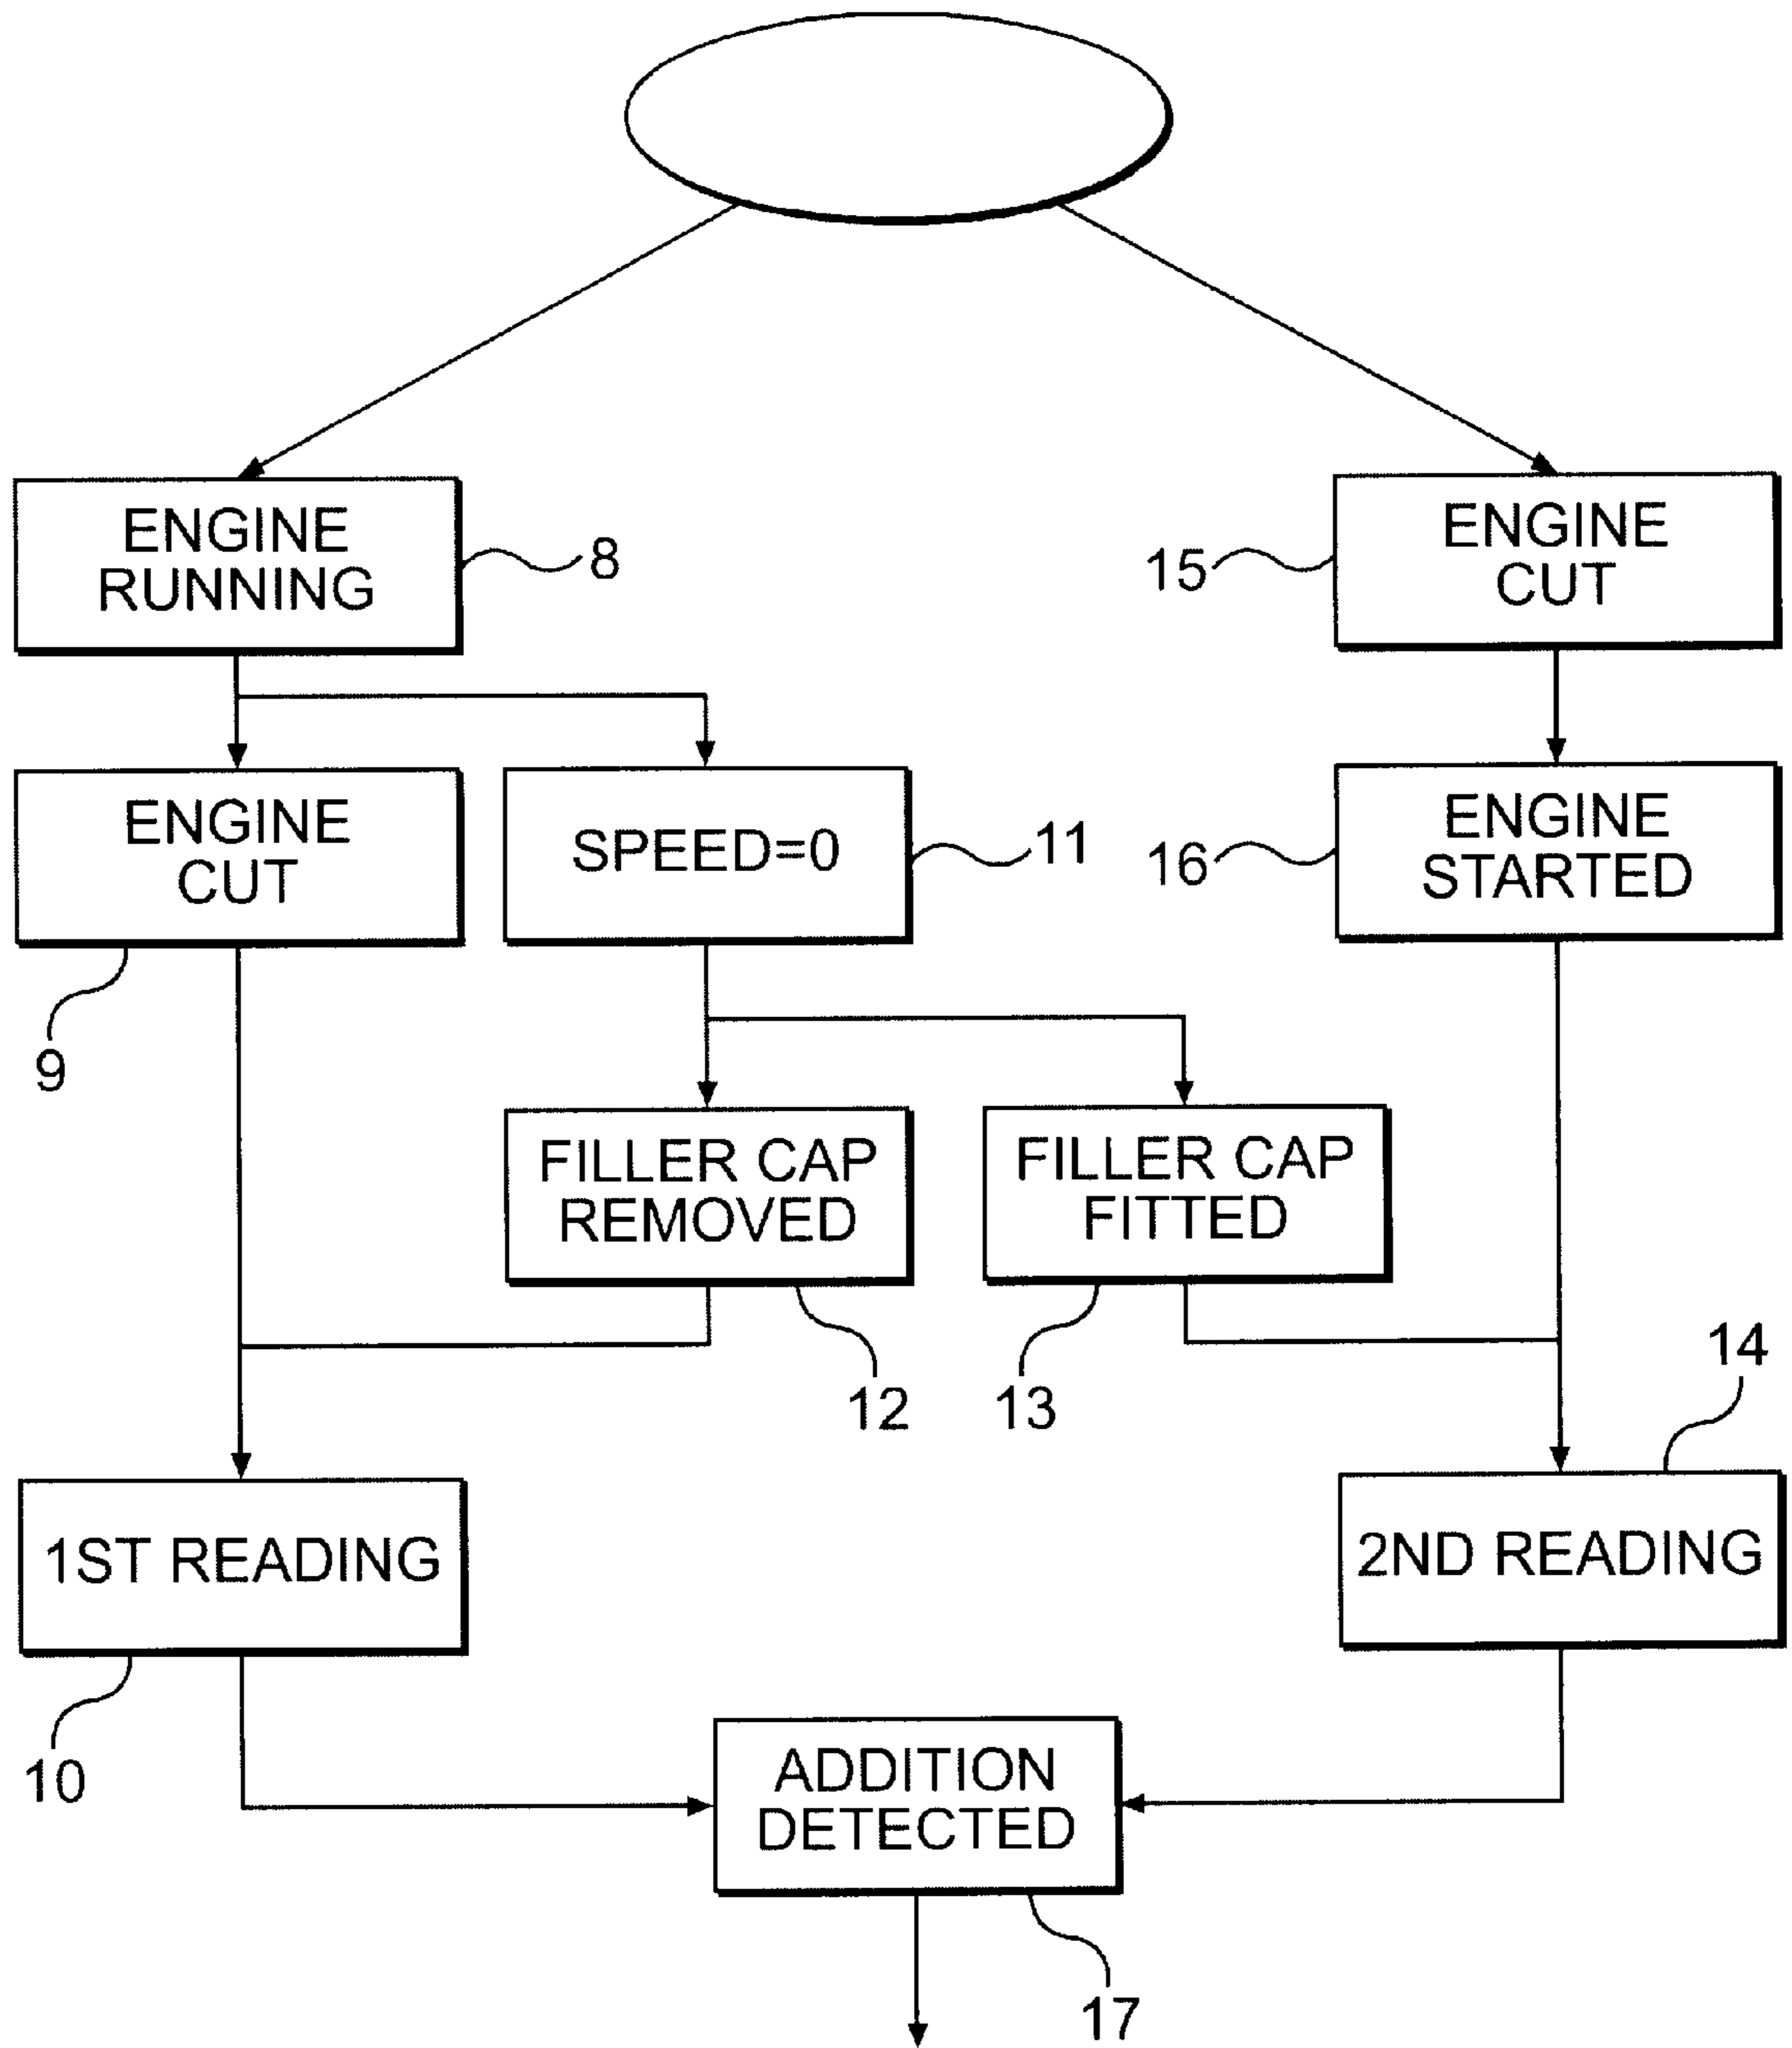 ENGINE
RUNNING
8
15
ENGINE
CUT
ENGINE
CUT
9
SPEED=0
11
16
ENGINE
STARTED
FILLER CAP
REMOVED
12
FILLER CAP
FITTED
13
14
1ST READING
10
2ND READING
ADDITION
DETECTED
17